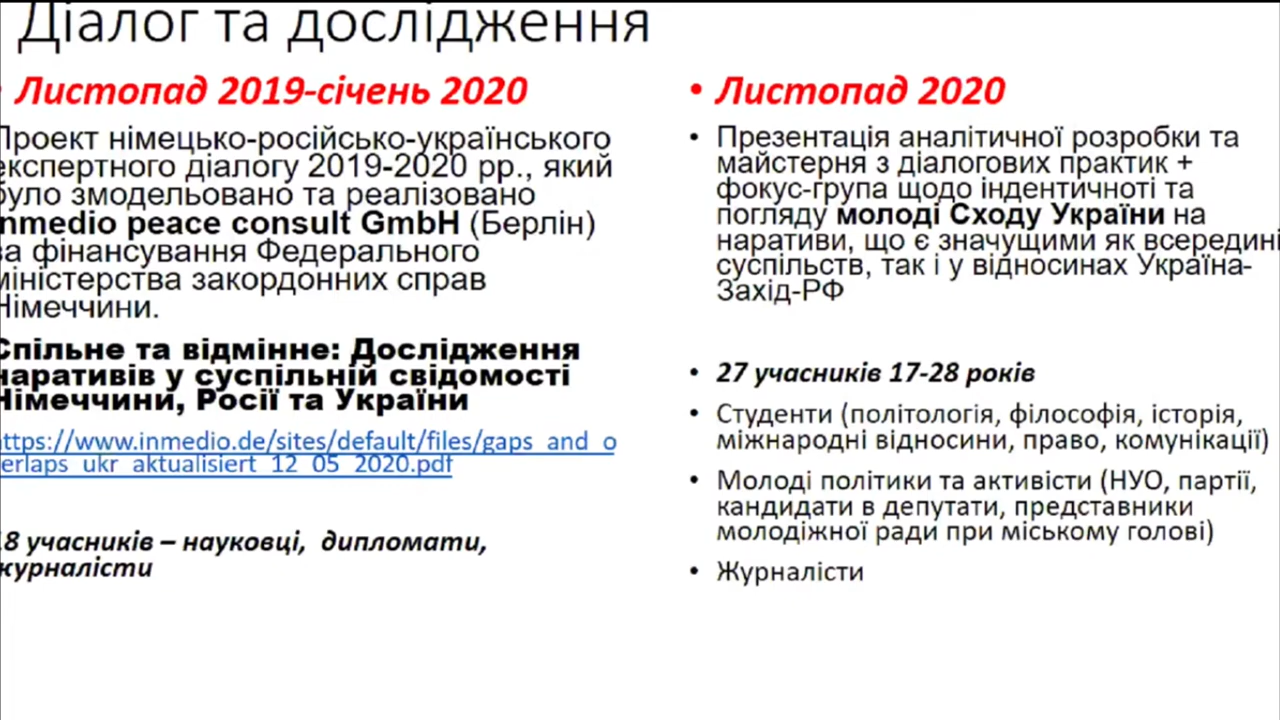 Діалог та дослідження
Листопад 2019-січень 2020
Проект німецько-російсько-українського
експертного діалогу 2019-2020 рр., який
було змодельовано та реалізовано
inmedio peace consult GmbH (Берлін)
за фінансування Федерального
міністерства закордонних справ
Німеччини.
Спільне та відмінне: Дослідження
наративів у суспільній свідомості
Німеччини, Росії та України
https://www.inmedio.de/sites/default/files/gaps_and_o
erlaps_ukr_aktualisiert_12_05_2020.pdf
18 учасників – науковці, дипломати,
журналісти
• Листопад 2020
• Презентація аналітичної розробки та
майстерня з діалогових практик +
фокус-група щодо індентичноті та
погляду молоді Сходу України на
наративи, що є значущими як всередині
суспільств, так і у відносинах Україна-
Захід-РФ
• 27 учасників 17-28 років
• Студенти (політологія, філософія, історія,
міжнародні відносини, право, комунікації)
• Молоді політики та активісти (НУО, партії,
кандидати в депутати, представники
молодіжної ради при міському голові)
• Журналісти